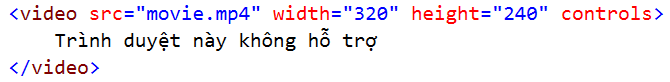 <video src="movie.mp4" width="320" height="240" controls>
Trình duyệt này không hỗ trợ
</video>